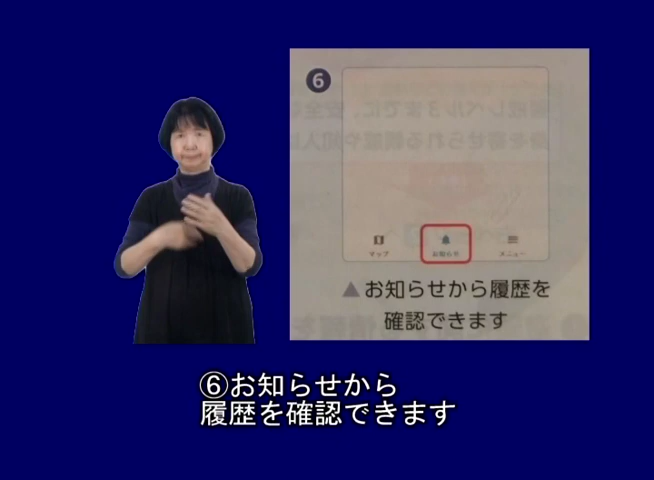 6
マップ
お知らせ
メニュー
▲お知らせから履歴を
確認できます
⑥お知らせから
履歴を確認できます